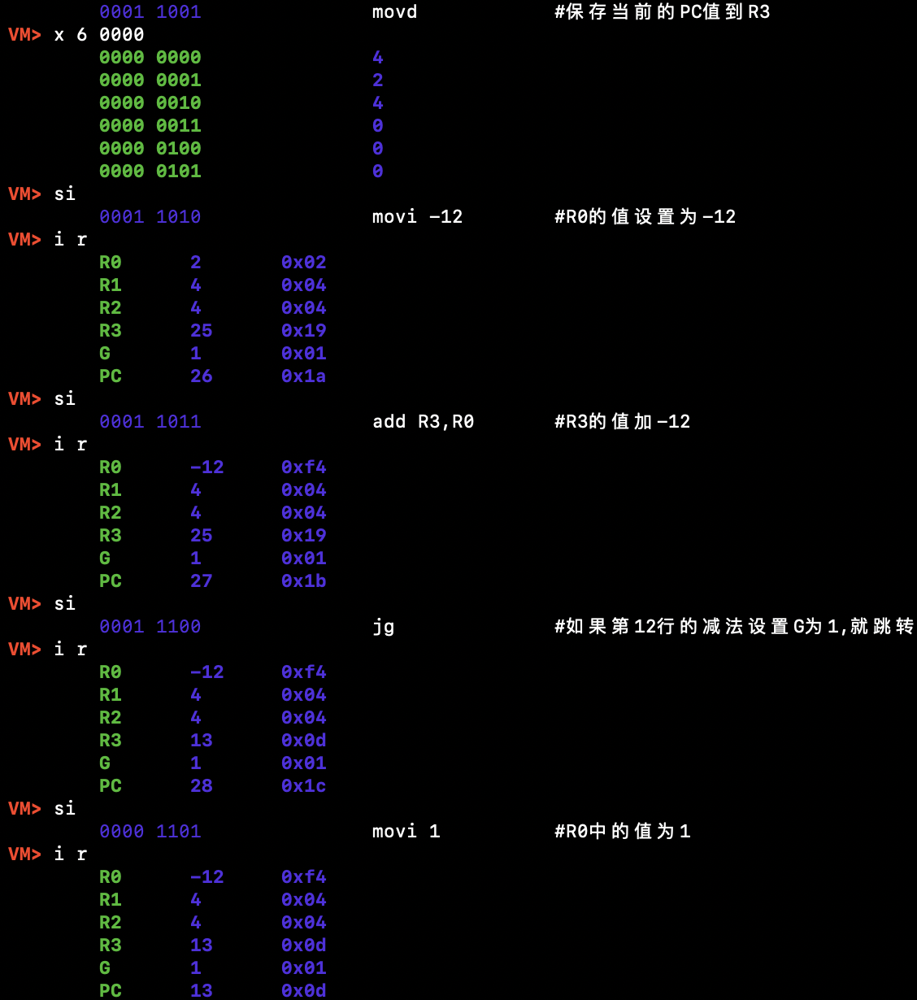 0001 1001 movd #保存当前的PC值到R3
VM> x 6 0000
0000 0000 4
0000 0001 2
0000 0010 4
0000 0011 0
0000 0100 0
0000 0101 0
VM> si
0001 1010 movi -12 #R0的值设置为-12
VM> i r
R0 2 0x02
R1 4 0x04
R2 4 0x04
R3 25 0x19
G 1 0x01
PC 26 0x1a
VM> si
0001 1011 add R3,R0 #R3的值加-12
VM> i r
R0 -12 0xf4
R1 4 0x04
R2 4 0x04
R3 25 0x19
G 1 0x01
PC 27 0x1b
VM> si
0001 1100 jg #如果第12行的减法设置G为1,就跳转
VM> i r
R0 -12 0xf4
R1 4 0x04
R2 4 0x04
R3 13 0x0d
G 1 0x01
PC 28 0x1c
VM> si
0000 1101 movi 1 #R0中的值为1
VM> i r
R0 -12 0xf4
R1 4 0x04
R2 4 0x04
R3 13 0x0d
G 1 0x01
PC 13 0x0d